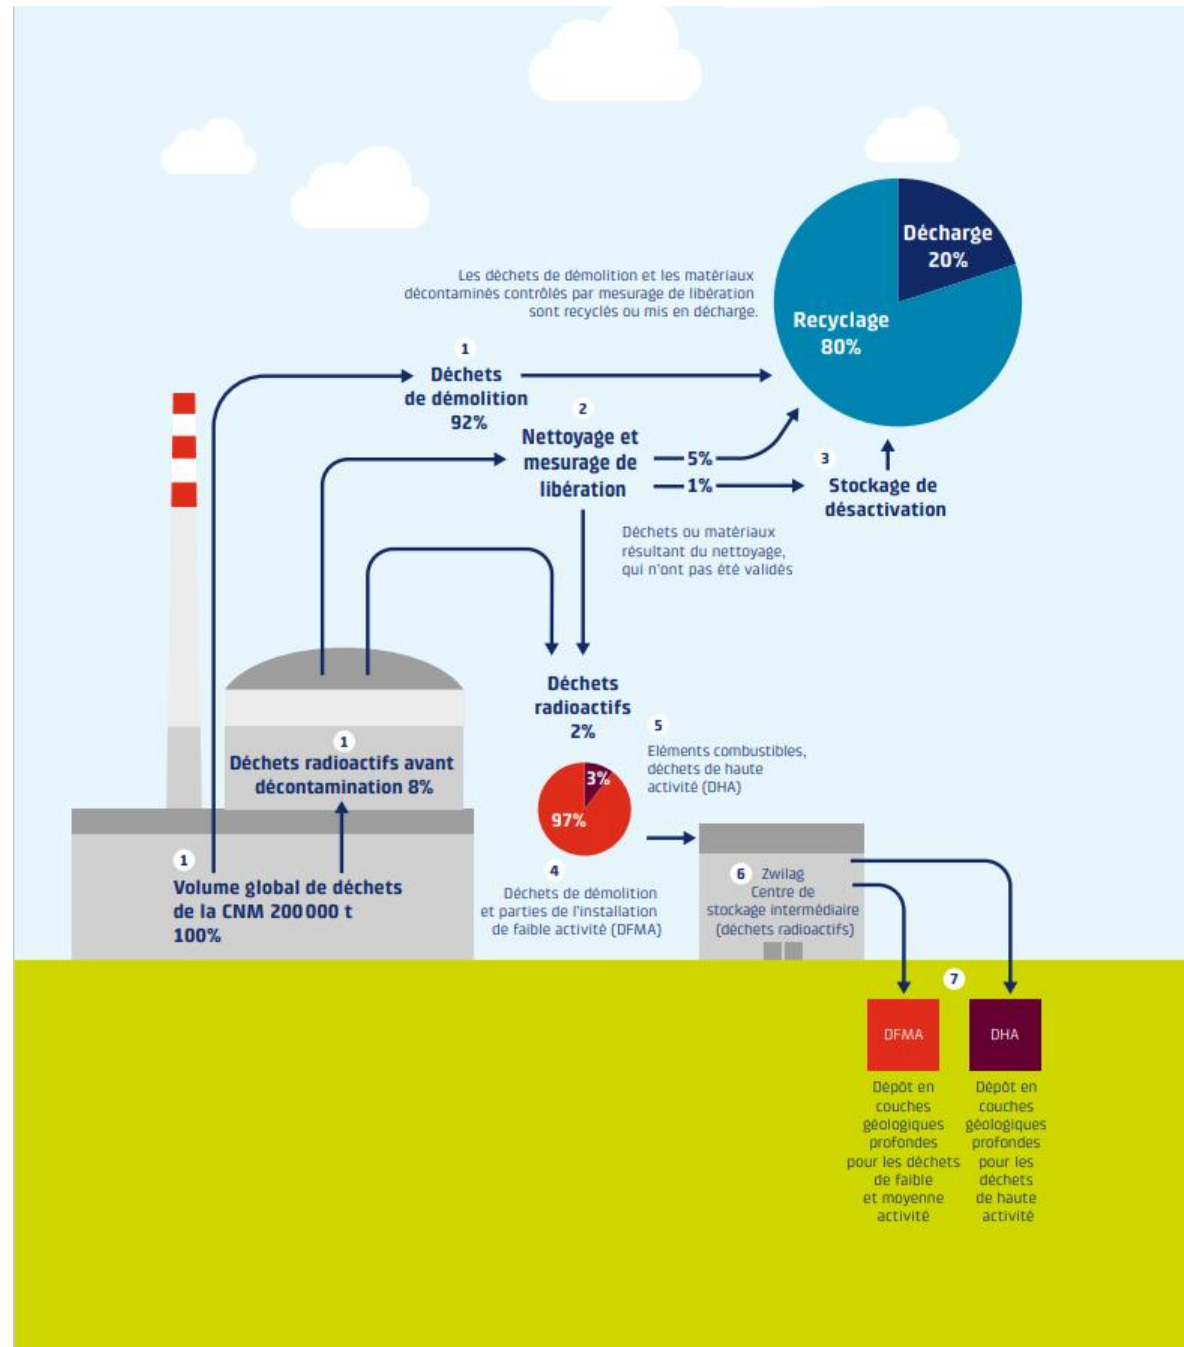 Décharge
20%
Recyclage
80%
Les déchets de démolition et les matériaux
décontaminés contrôlés par mesurage de libération
sont recyclés ou mis en décharge.
1
Déchets
de démolition
92%
2
Nettoyage et
mesurage de
libération
5%
1%
3
Stockage de
désactivation
Déchets ou matériaux
résultant du nettoyage,
qui n'ont pas été validés
Déchets
radioactifs
2%
1
Déchets radioactifs avant
décontamination 8%
5
Eléments combustibles,
déchets de haute
activité (DHA)
3%
97%
1
Volume global de déchets
de la CNM 200 000 t
100%
4
Déchets de démolition
et parties de l'installation
de faible activité (DFMA)
6 Zwilag
Centre de
stockage intermédiaire
(déchets radioactifs)
7
DFMA
DHA
Dépôt en
couches
géologiques
profondes
pour les déchets
de faible
et moyenne
activité
Dépôt en
couches
géologiques
profondes
pour les
déchets
de haute
activité